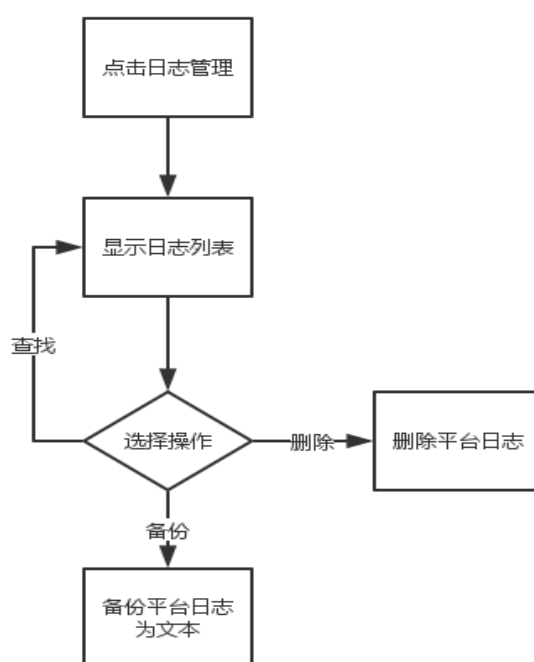 点击日志管理
显示日志列表
查找
选择操作
删除
删除平台日志
备份
备份平台日志
为文本